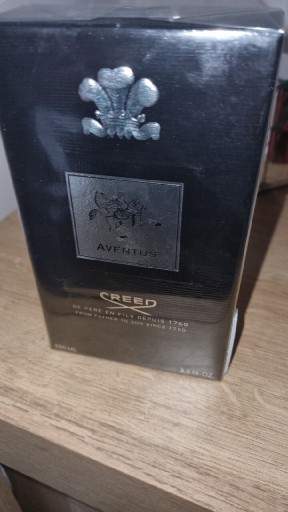 AVENTUS
CREED
DE PÈRE EN FILS DEPUIS 1760
FROM FATHER TO SON SINCE 1760
100 ML
3.3 FL. OZ.